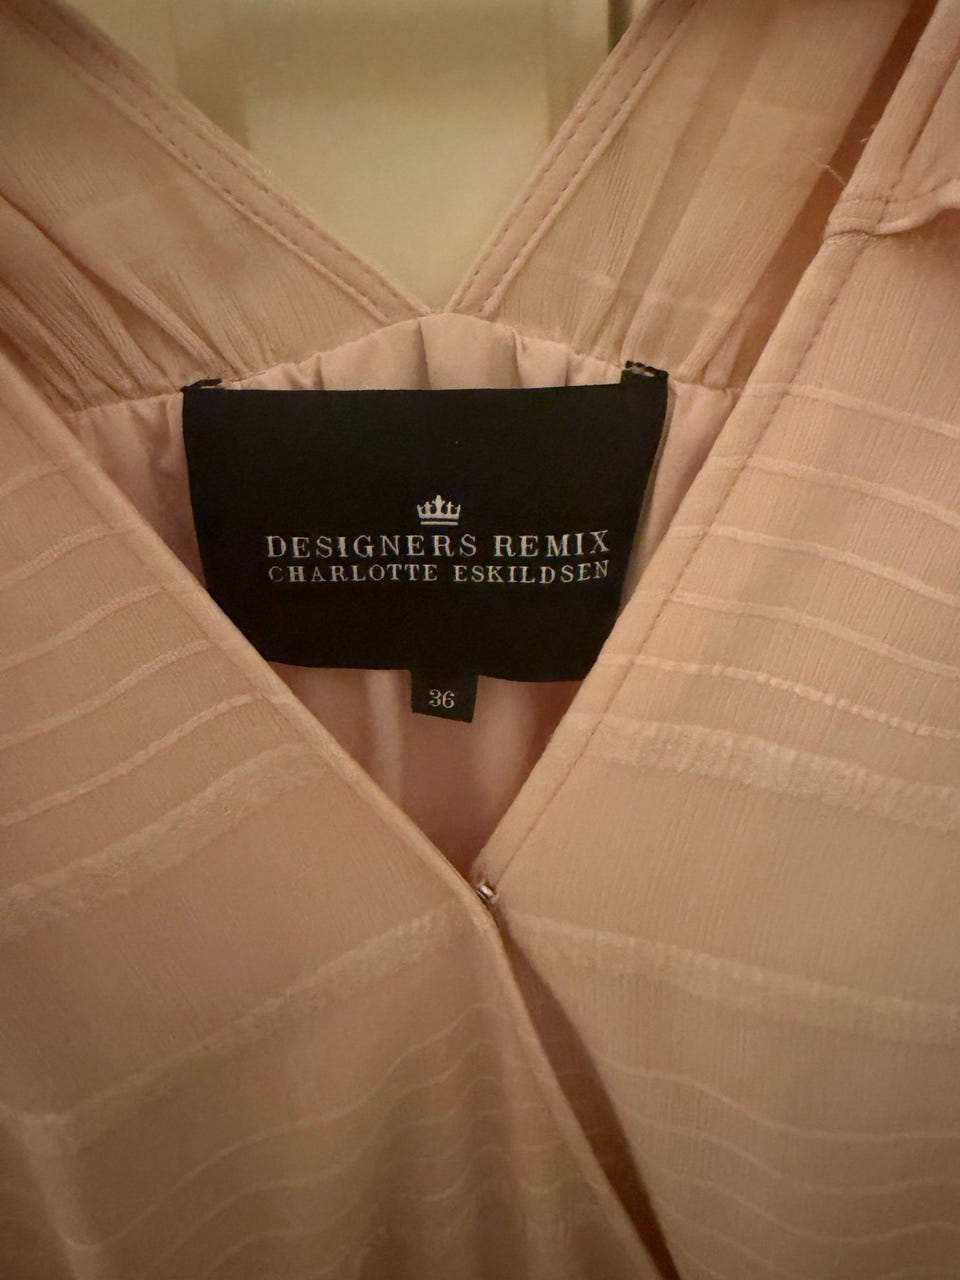 DESIGNERS REMIX
CHARLOTTE ESKILDSEN
36